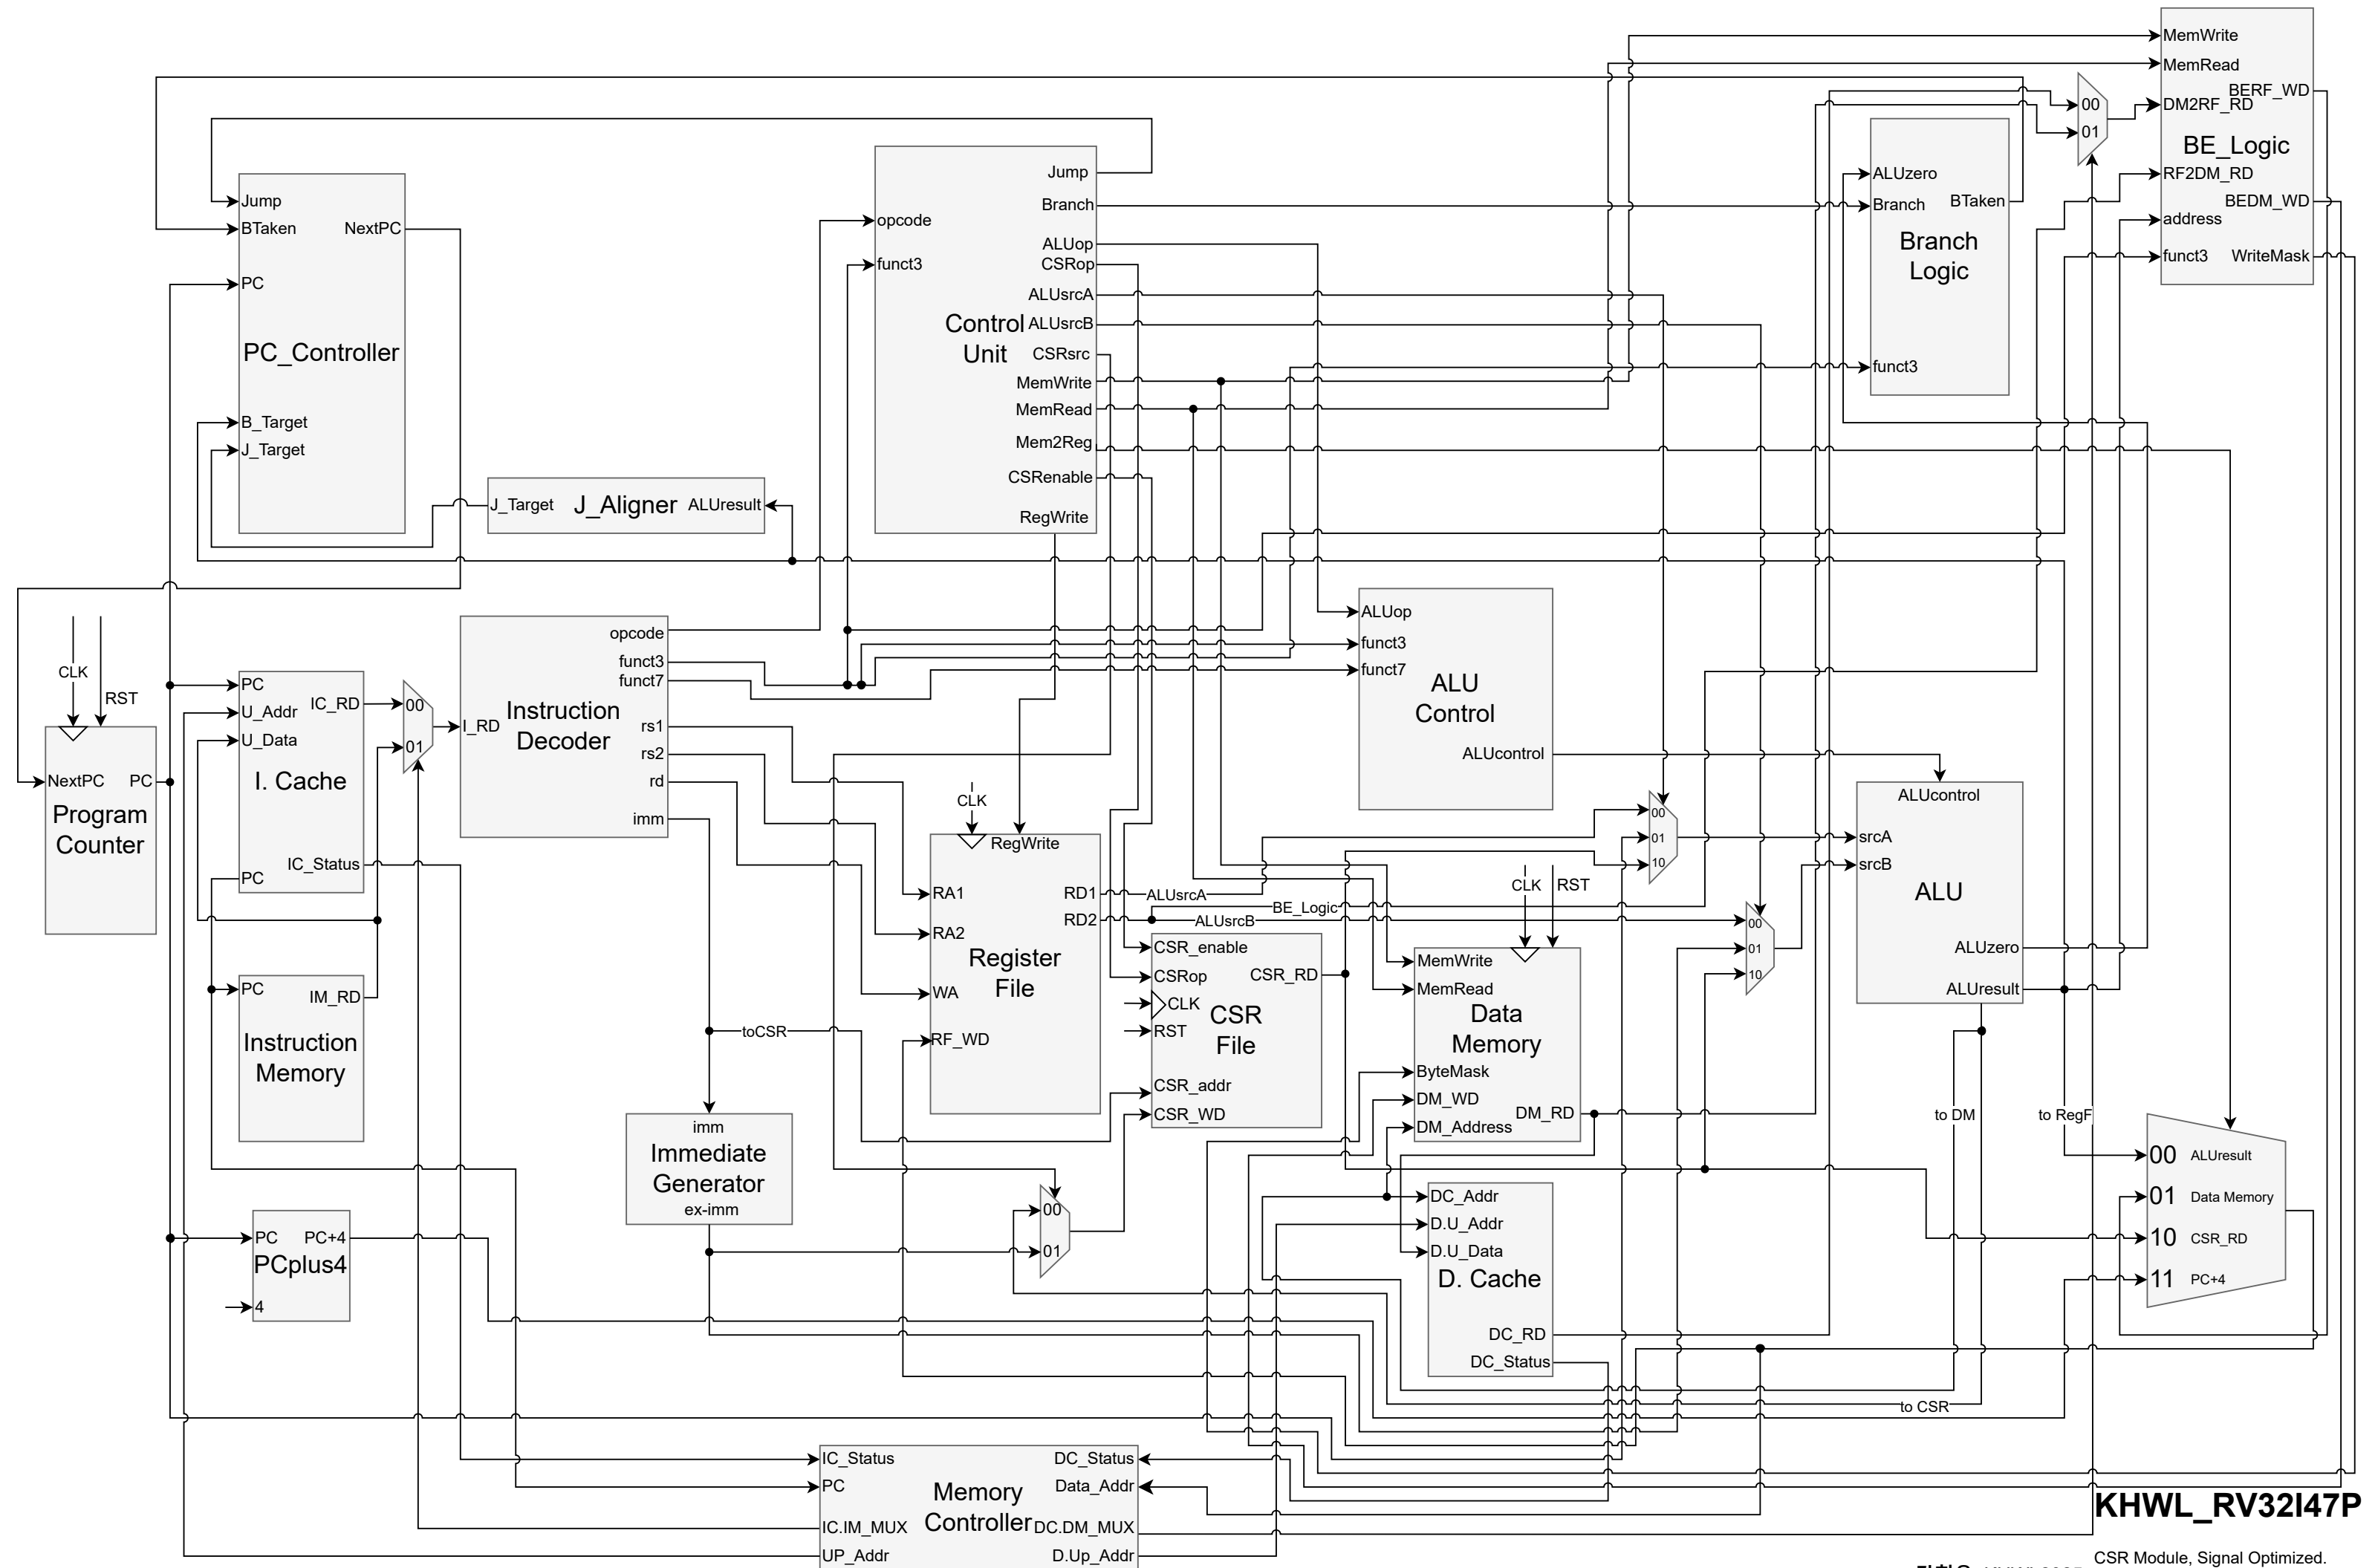 MemWrite
MemRead
BERF_WD
DM2RF_RD
BE_Logic
RF2DM_RD
BEDM_WD
address
funct3
WriteMask
00
01
ALUzero
Branch
BTaken
Branch
Logic
funct3
Jump
BTaken
NextPC
PC
PC_Controller
B_Target
J_Target
J_Target
J_Aligner
ALUresult
opcode
funct3
Control
Unit
Jump
Branch
ALUop
CSRop
ALUsrcA
ALUsrcB
CSRsrc
MemWrite
MemRead
Mem2Reg
CSRenable
RegWrite
CLK
RST
NextPC
PC
Program
Counter
PC
U_Addr
U_Data
IC_RD
I. Cache
IC_Status
PC
00
01
PC
IM_RD
Instruction
Memory
PC
PC+4
PCplus4
4
I_RD
Instruction
Decoder
opcode
funct3
funct7
rs1
rs2
rd
imm
toCSR
imm
Immediate
Generator
ex-imm
CLK
RegWrite
RA1
RA2
WA
RF_WD
Register
File
RD1
RD2
ALUsrcA
BE_Logic
ALUsrcB
CSR_enable
CSRop
CLK
RST
CSR_RD
CSR
File
CSR_addr
CSR_WD
00
01
ALUop
funct3
funct7
ALU
Control
ALUcontrol
00
01
10
00
01
10
CLK
RST
MemWrite
MemRead
Data
Memory
ByteMask
DM_WD
DM_Address
DM_RD
DC_Addr
D.U_Addr
D.U_Data
D. Cache
DC_RD
DC_Status
ALUcontrol
srcA
srcB
ALU
ALUzero
ALUresult
to DM
to RegF
to CSR
00 ALUresult
01 Data Memory
10 CSR_RD
11 PC+4
IC_Status
PC
IC.IM_MUX
UP_Addr
Memory
Controller
DC_Status
Data_Addr
DC.DM_MUX
D.Up_Addr
KHWL_RV32I47P
CSR Module, Signal Optimized.